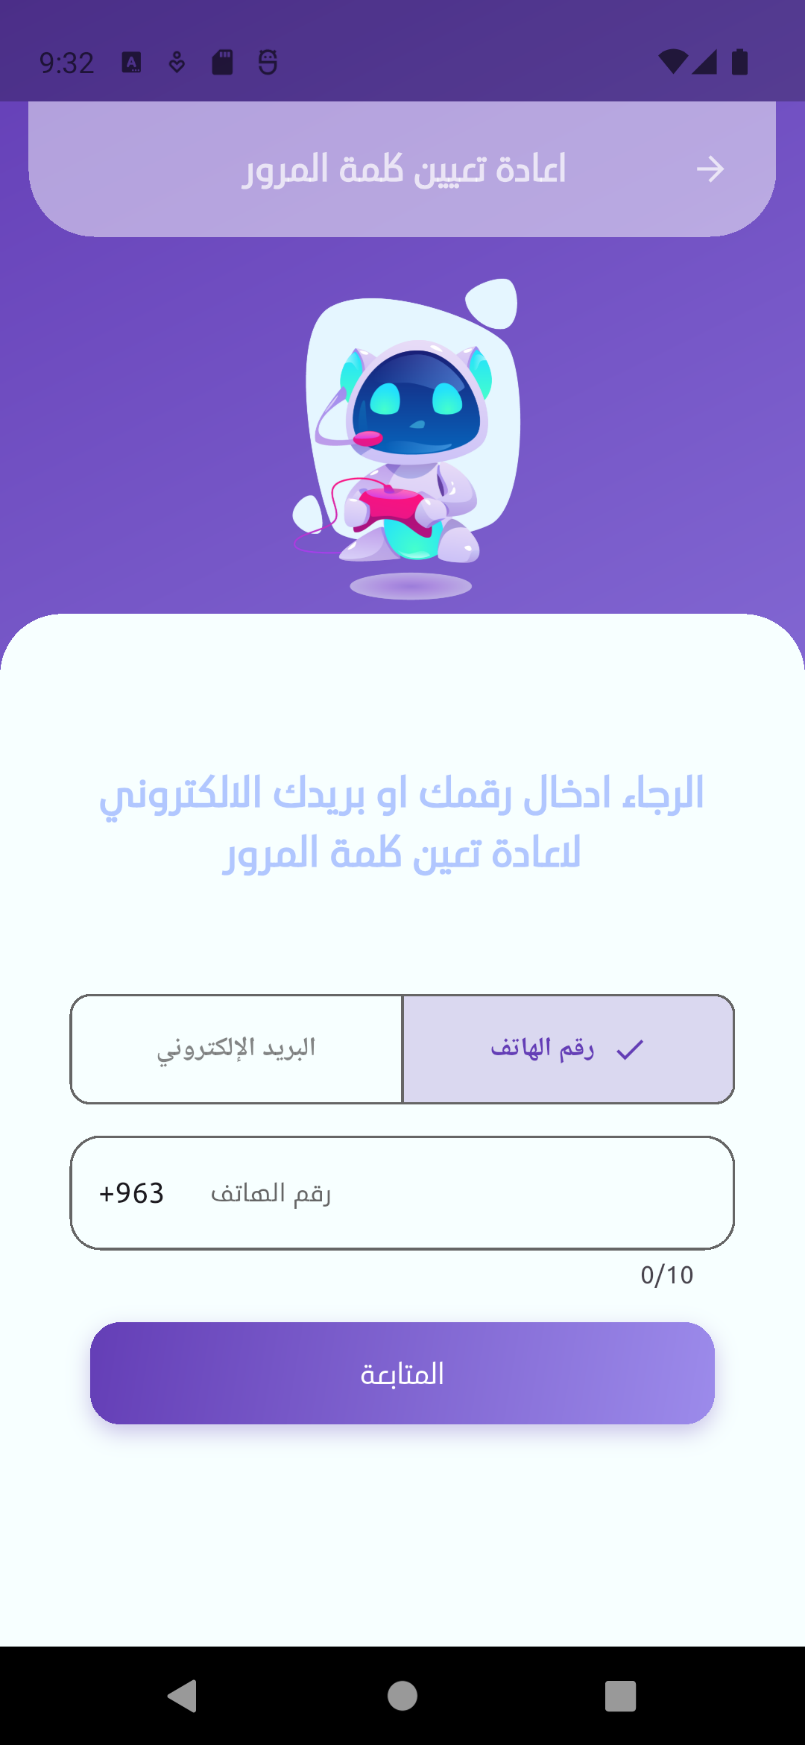 9:32
اعادة تعيين كلمة المرور
الرجاء ادخال رقمك او بريدك الالكتروني
لاعادة تعين كلمة المرور
رقم الهاتف
البريد الإلكتروني
+963 رقم الهاتف
0/10
المتابعة